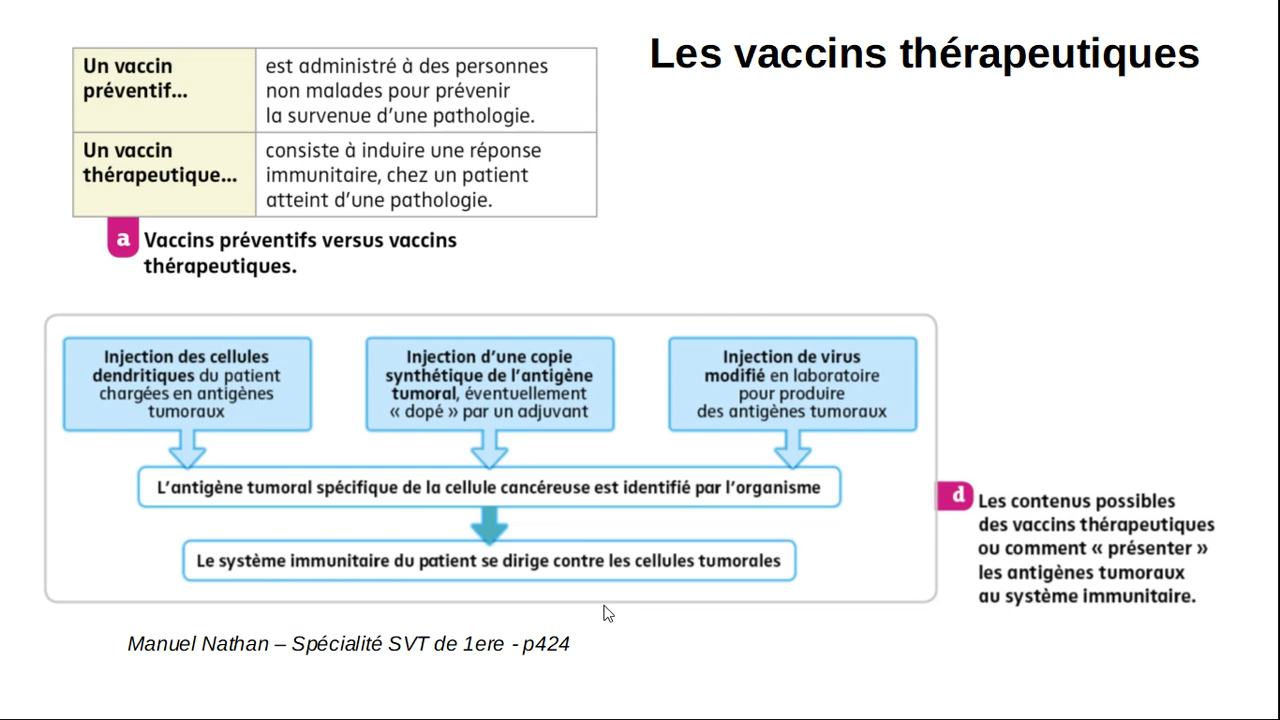 Les vaccins thérapeutiques
Un vaccin
préventif...
est administré à des personnes
non malades pour prévenir
la survenue d'une pathologie.
Un vaccin
thérapeutique...
consiste à induire une réponse
immunitaire, chez un patient
atteint d'une pathologie.
a
Vaccins préventifs versus vaccins
thérapeutiques.
Injection des cellules
dendritiques du patient
chargées en antigènes
tumoraux
Injection d'une copie
synthétique de l'antigène
tumoral, éventuellement
« dopé » par un adjuvant
Injection de virus
modifié en laboratoire
pour produire
des antigènes tumoraux
L'antigène tumoral spécifique de la cellule cancéreuse est identifié par l'organisme
Le système immunitaire du patient se dirige contre les cellules tumorales
d
Les contenus possibles
des vaccins thérapeutiques
ou comment « présenter »
les antigènes tumoraux
au système immunitaire.
Manuel Nathan – Spécialité SVT de 1ere - p424